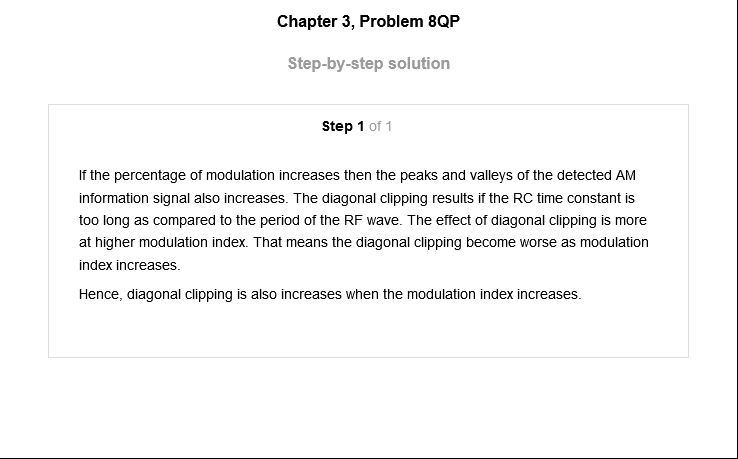 Chapter 3, Problem 8QP
Step-by-step solution
Step 1 of 1
If the percentage of modulation increases then the peaks and valleys of the detected AM
information signal also increases. The diagonal clipping results if the RC time constant is
too long as compared to the period of the RF wave. The effect of diagonal clipping is more
at higher modulation index. That means the diagonal clipping become worse as modulation
index increases.
Hence, diagonal clipping is also increases when the modulation index increases.